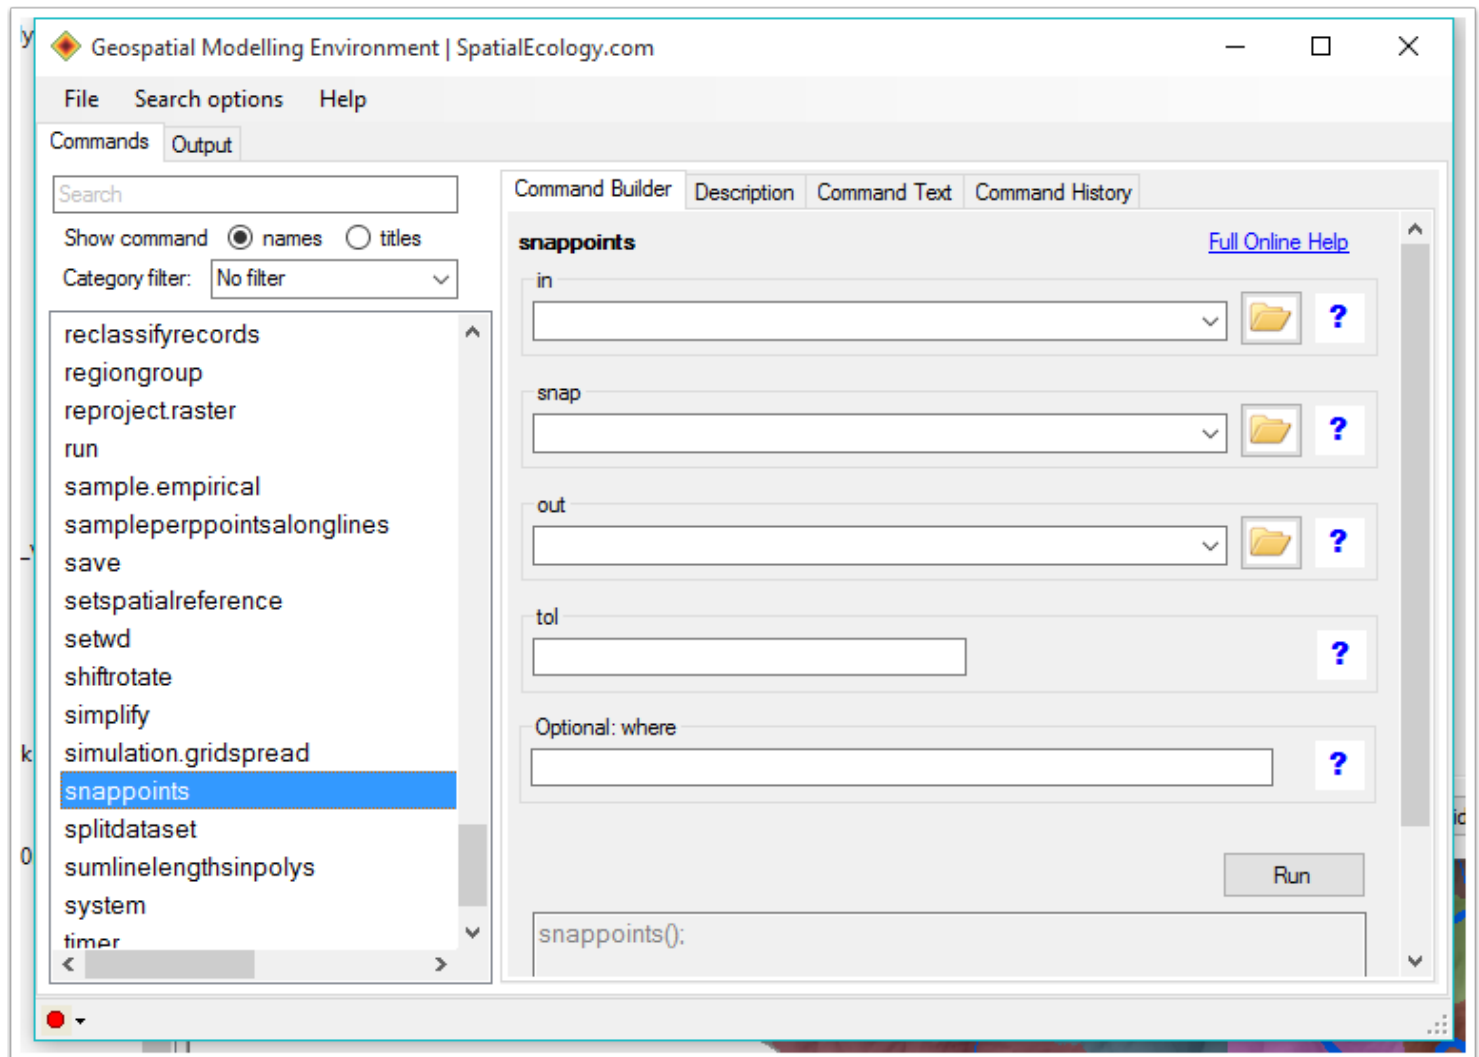 Geospatial Modelling Environment | SpatialEcology.com
File Search options Help
Commands Output
Search
Show command names titles
Category filter: No filter
reclassifyrecords
regiongroup
reproject.raster
run
sample.empirical
sampleperppointsalonglines
save
setspatialreference
setwd
shiftrotate
simplify
simulation.gridspread
snappoints
splitdataset
sumlinelengthsinpolys
system
timer
Command Builder Description Command Text Command History
snappoints Full Online Help
in
?
snap
?
out
?
tol
?
Optional: where
?
Run
snappoints();